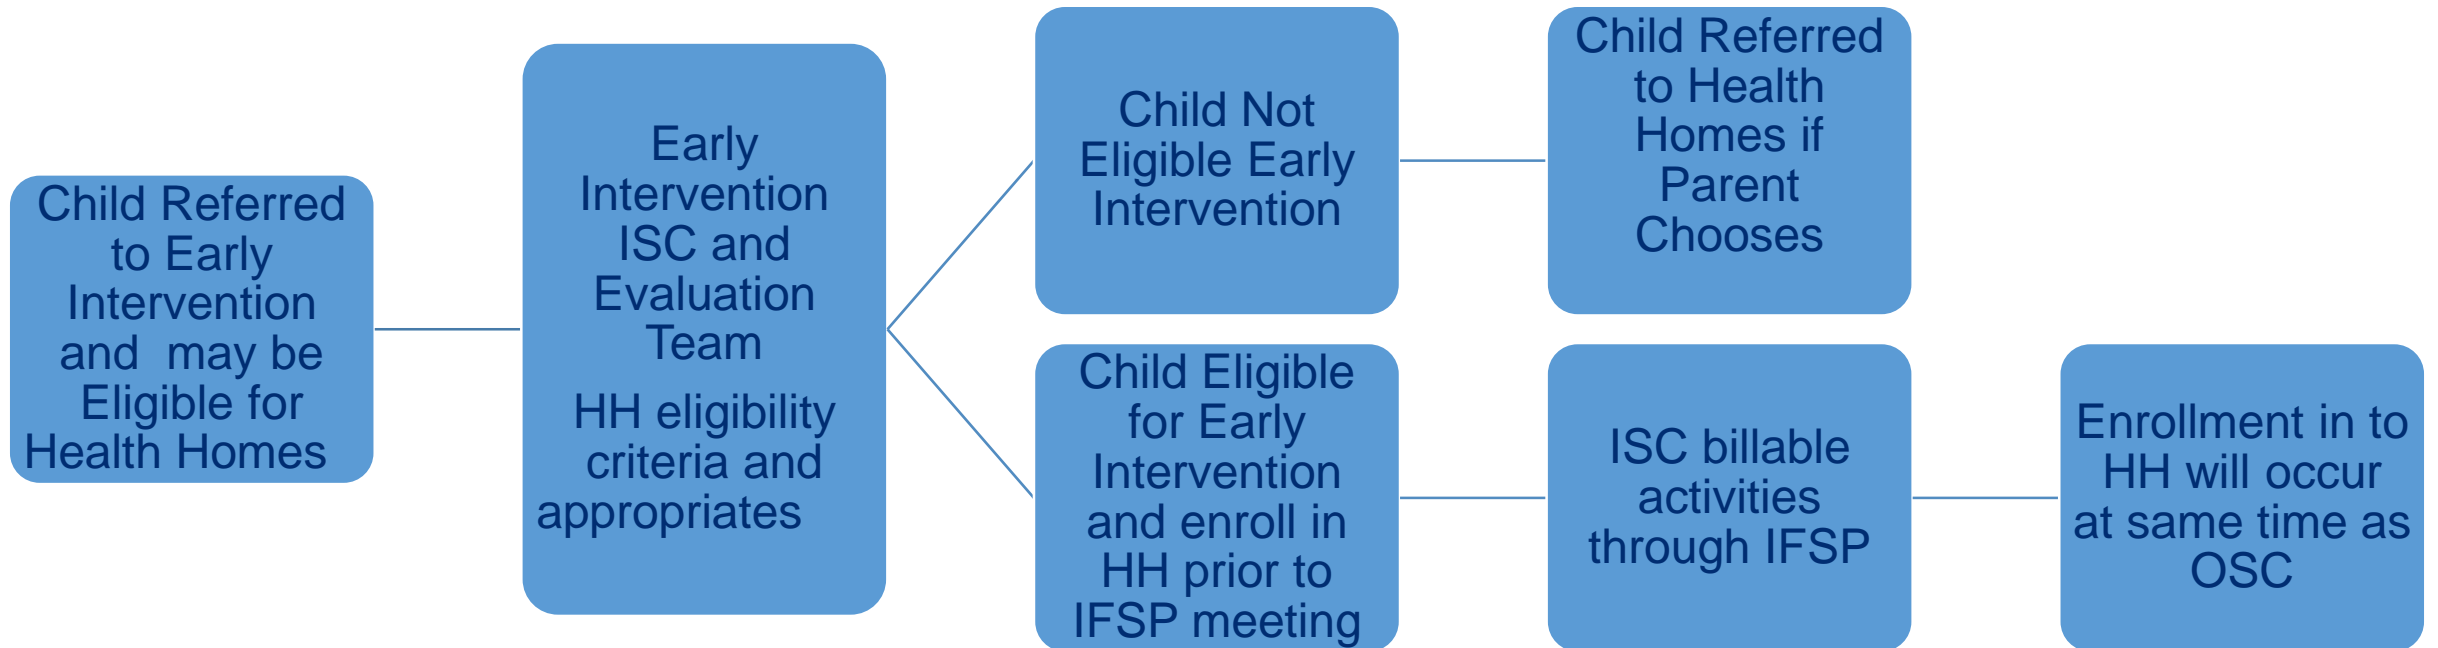 Child Referred
to Early
Intervention
and  may be
Eligible for
Health Homes
Early
Intervention
ISC and
Evaluation
Team
HH eligibility
criteria and
appropriates
Child Not
Eligible Early
Intervention
Child Referred
to Health
Homes if
Parent
Chooses
Child Eligible
for Early
Intervention
and enroll in
HH prior to
IFSP meeting
ISC billable
activities
through IFSP
Enrollment in to
HH will occur
at same time as
OSC